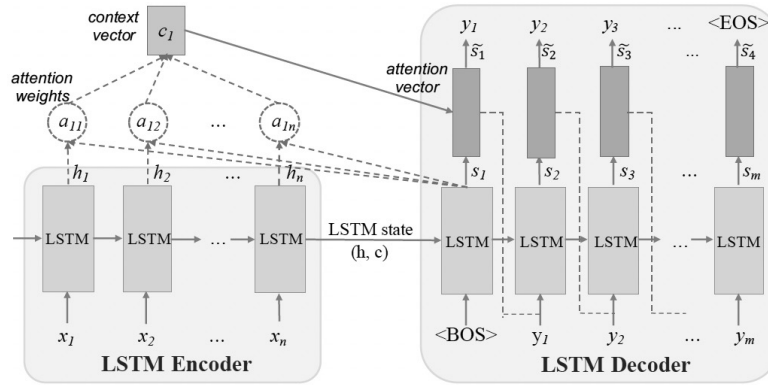 context vector c1
attention weights
a11 a12 ... a1n
h1 h2 ... hn
LSTM LSTM ... LSTM
x1 x2 ... xn
LSTM Encoder
LSTM state
(h, c)
y1 y2 y3 ... <EOS>
s̃1 s̃2 s̃3 ... s̃4
attention vector
s1 s2 s3 ... sm
LSTM LSTM LSTM ... LSTM
<BOS> y1 y2 ... ym
LSTM Decoder